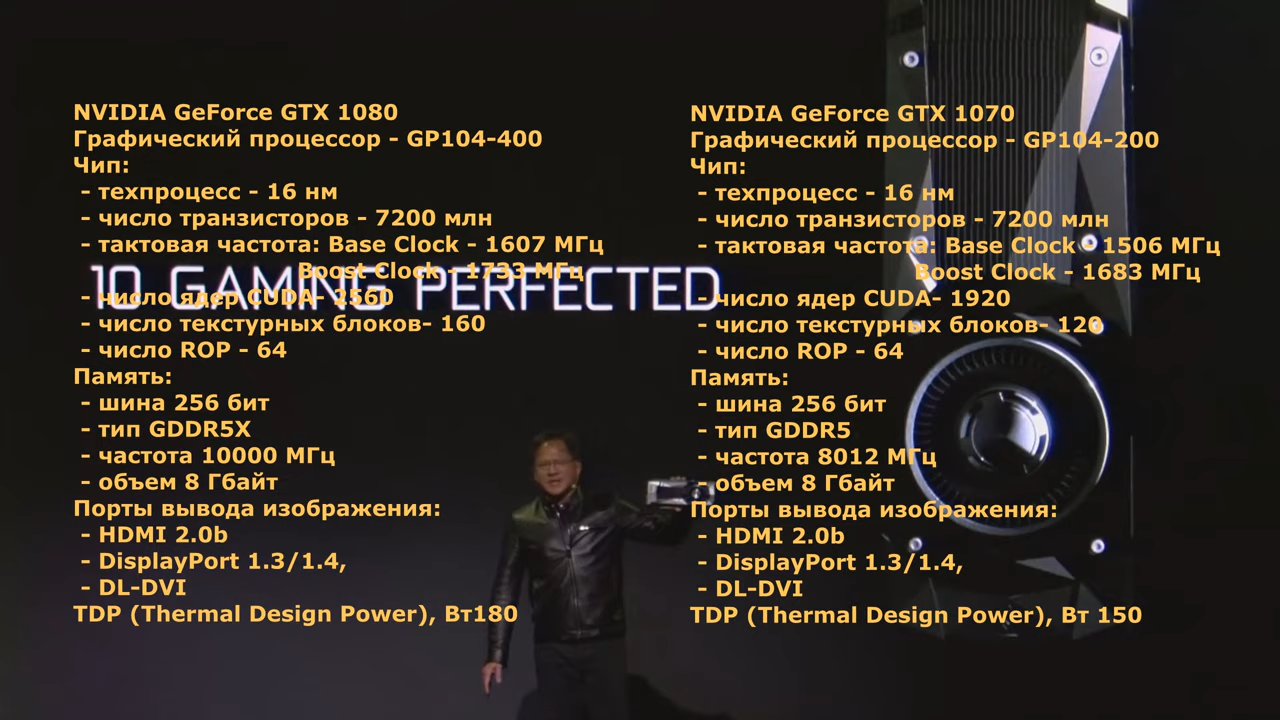 NVIDIA GeForce GTX 1080
Графический процессор - GP104-400
Чип:
- техпроцесс - 16 нм
- число транзисторов - 7200 млн
- тактовая частота: Base Clock - 1607 МГц
Boost Clock - 1733 МГц
- число ядер CUDA- 2560
- число текстурных блоков- 160
- число ROP - 64
Память:
- шина 256 бит
- тип GDDR5X
- частота 10000 МГц
- объем 8 Гбайт
Порты вывода изображения:
- HDMI 2.0b
- DisplayPort 1.3/1.4,
- DL-DVI
TDP (Thermal Design Power), Вт180
NVIDIA GeForce GTX 1070
Графический процессор - GP104-200
Чип:
- техпроцесс - 16 нм
- число транзисторов - 7200 млн
- тактовая частота: Base Clock - 1506 МГц
Boost Clock - 1683 МГц
- число ядер CUDA- 1920
- число текстурных блоков- 120
- число ROP - 64
Память:
- шина 256 бит
- тип GDDR5
- частота 8012 МГц
- объем 8 Гбайт
Порты вывода изображения:
- HDMI 2.0b
- DisplayPort 1.3/1.4,
- DL-DVI
TDP (Thermal Design Power), Вт 150
10 GAMING PERFECTED